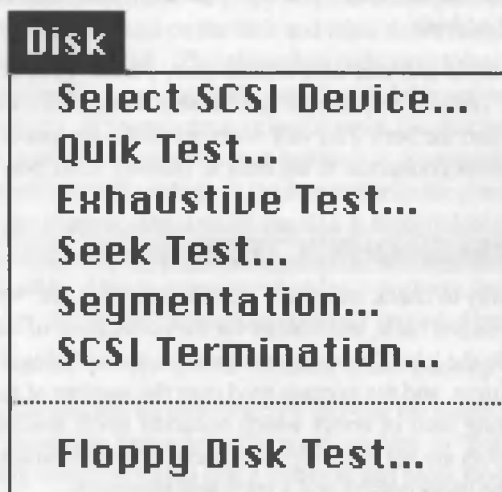 Disk
Select SCSI Device...
Quik Test...
Exhaustive Test...
Seek Test...
Segmentation...
SCSI Termination...
Floppy Disk Test...